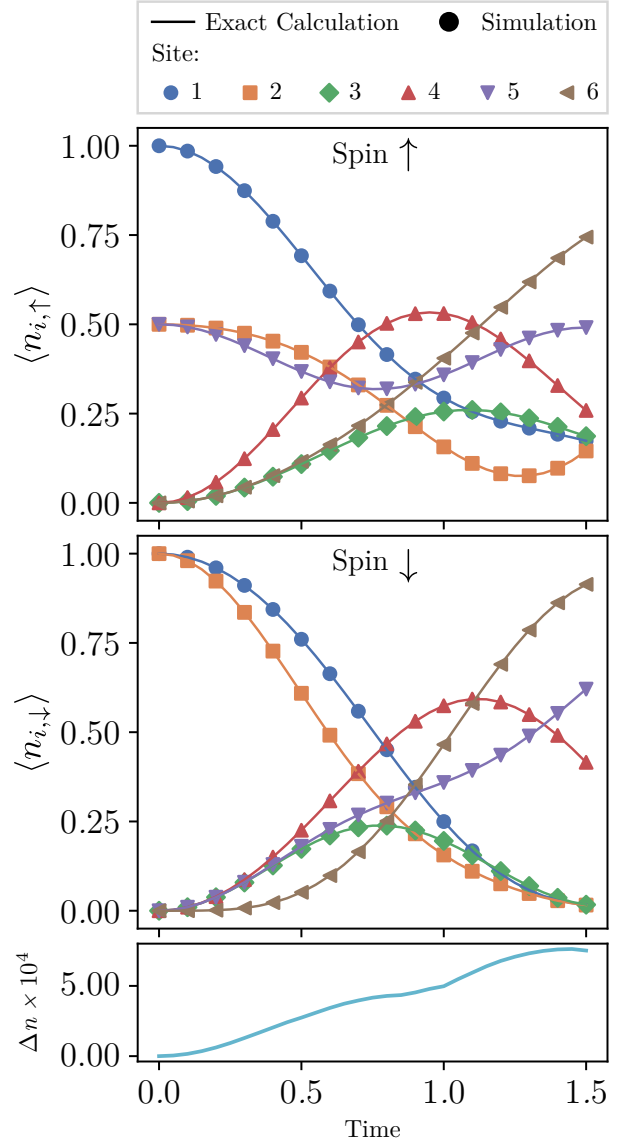 Exact Calculation Simulation
Site:
1 2 3 4 5 6
Spin ↑
1.00
0.75
0.50
0.25
0.00
⟨n_{i,↑}⟩
Spin ↓
1.00
0.75
0.50
0.25
0.00
⟨n_{i,↓}⟩
5.00
0.00
Δn × 10^4
0.0 0.5 1.0 1.5
Time